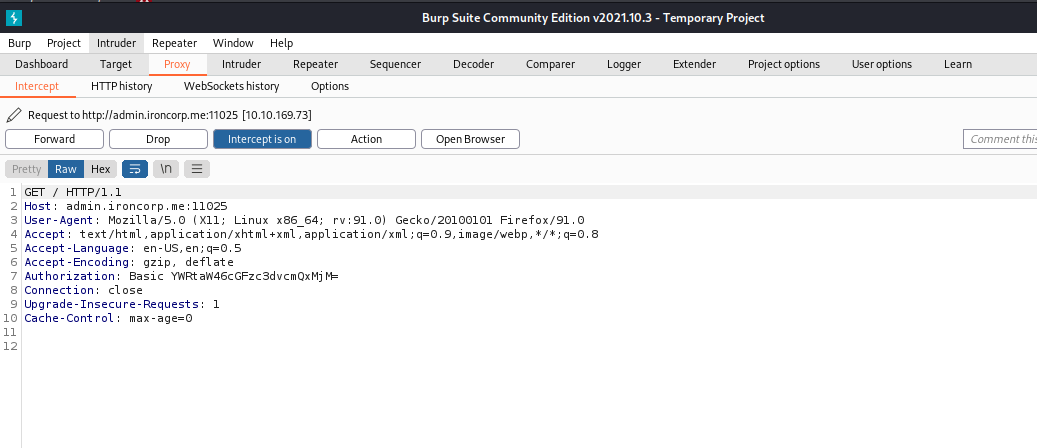 Burp Suite Community Edition v2021.10.3 - Temporary Project
Burp Project Intruder Repeater Window Help
Dashboard Target Proxy Intruder Repeater Sequencer Decoder Comparer Logger Extender Project options User options Learn
Intercept HTTP history WebSockets history Options
Request to http://admin.ironcorp.me:11025 [10.10.169.73]
Forward Drop Intercept is on Action Open Browser Comment this
Pretty Raw Hex \n
1 GET / HTTP/1.1
2 Host: admin.ironcorp.me:11025
3 User-Agent: Mozilla/5.0 (X11; Linux x86_64; rv:91.0) Gecko/20100101 Firefox/91.0
4 Accept: text/html,application/xhtml+xml,application/xml;q=0.9,image/webp,*/*;q=0.8
5 Accept-Language: en-US,en;q=0.5
6 Accept-Encoding: gzip, deflate
7 Authorization: Basic YWRtaW46cGFzc3dvcmQxMjM=
8 Connection: close
9 Upgrade-Insecure-Requests: 1
10 Cache-Control: max-age=0
11
12